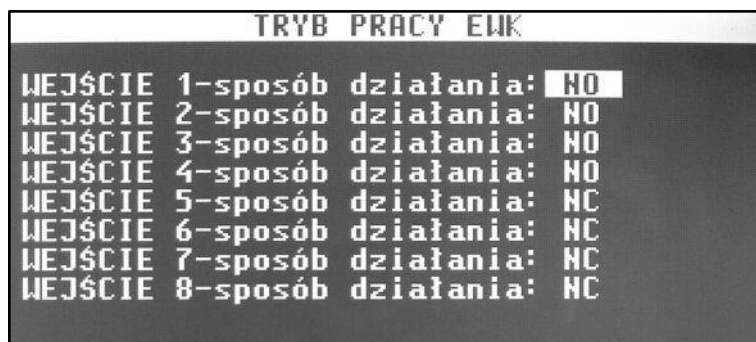 TRYB PRACY EWK
WEJŚCIE 1-sposób działania: NO
WEJŚCIE 2-sposób działania: NO
WEJŚCIE 3-sposób działania: NO
WEJŚCIE 4-sposób działania: NO
WEJŚCIE 5-sposób działania: NC
WEJŚCIE 6-sposób działania: NC
WEJŚCIE 7-sposób działania: NC
WEJŚCIE 8-sposób działania: NC